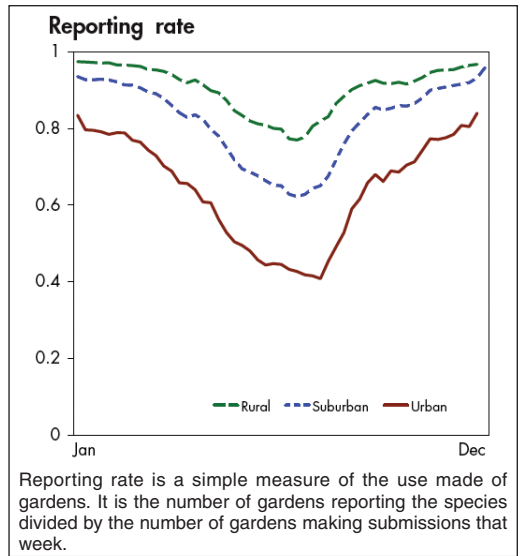 Reporting rate
1
0.8
0.6
0.4
0.2
0
Rural Suburban Urban
Jan Dec
Reporting rate is a simple measure of the use made of
gardens. It is the number of gardens reporting the species
divided by the number of gardens making submissions that
week.